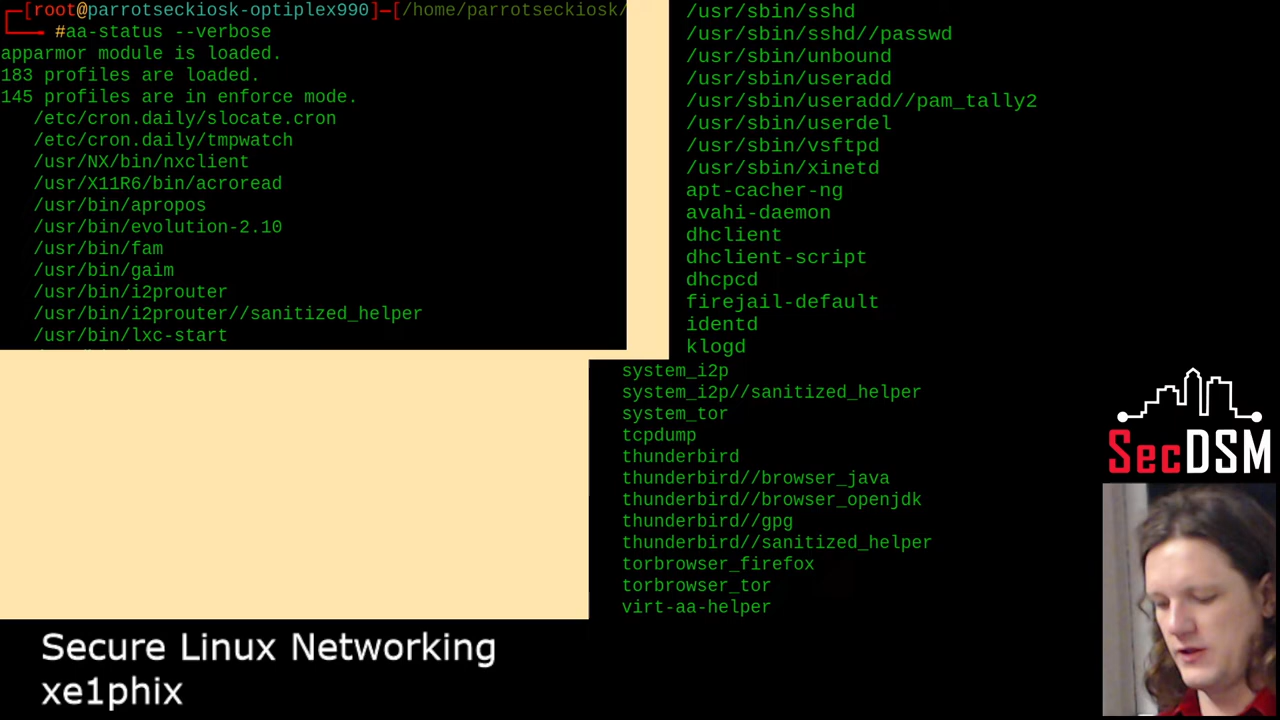 ┌─[root@parrotseckiosk-optiplex990]─[/home/parrotseckiosk/
└──╼ #aa-status --verbose
apparmor module is loaded.
183 profiles are loaded.
145 profiles are in enforce mode.
/etc/cron.daily/slocate.cron
/etc/cron.daily/tmpwatch
/usr/NX/bin/nxclient
/usr/X11R6/bin/acroread
/usr/bin/apropos
/usr/bin/evolution-2.10
/usr/bin/fam
/usr/bin/gaim
/usr/bin/i2prouter
/usr/bin/i2prouter//sanitized_helper
/usr/bin/lxc-start
/usr/sbin/sshd
/usr/sbin/sshd//passwd
/usr/sbin/unbound
/usr/sbin/useradd
/usr/sbin/useradd//pam_tally2
/usr/sbin/userdel
/usr/sbin/vsftpd
/usr/sbin/xinetd
apt-cacher-ng
avahi-daemon
dhclient
dhclient-script
dhcpcd
firejail-default
identd
klogd
system_i2p
system_i2p//sanitized_helper
system_tor
tcpdump
thunderbird
thunderbird//browser_java
thunderbird//browser_openjdk
thunderbird//gpg
thunderbird//sanitized_helper
torbrowser_firefox
torbrowser_tor
virt-aa-helper
SecDSM
Secure Linux Networking
xe1phix